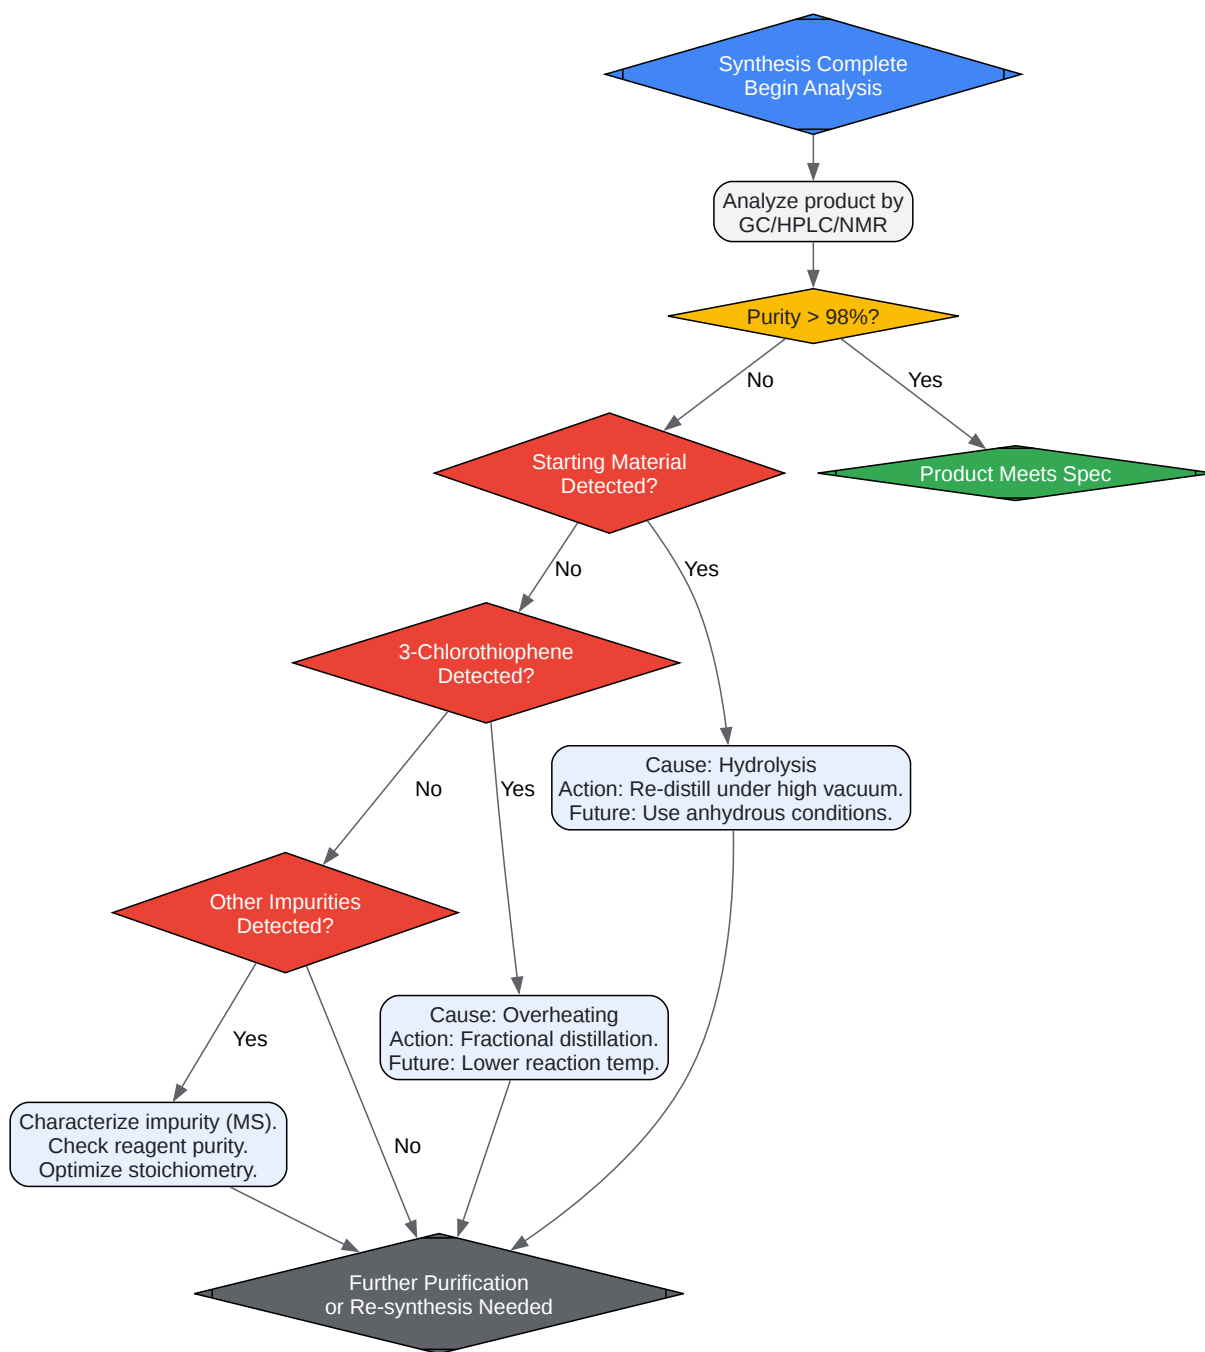 Synthesis Complete
Begin Analysis
Analyze product by
GC/HPLC/NMR
Purity > 98%?
No
Yes
Starting Material
Detected?
Product Meets Spec
No
Yes
3-Chlorothiophene
Detected?
No
Yes
Cause: Hydrolysis
Action: Re-distill under high vacuum.
Future: Use anhydrous conditions.
Other Impurities
Detected?
Yes
No
Cause: Overheating
Action: Fractional distillation.
Future: Lower reaction temp.
Characterize impurity (MS).
Check reagent purity.
Optimize stoichiometry.
Further Purification
or Re-synthesis Needed